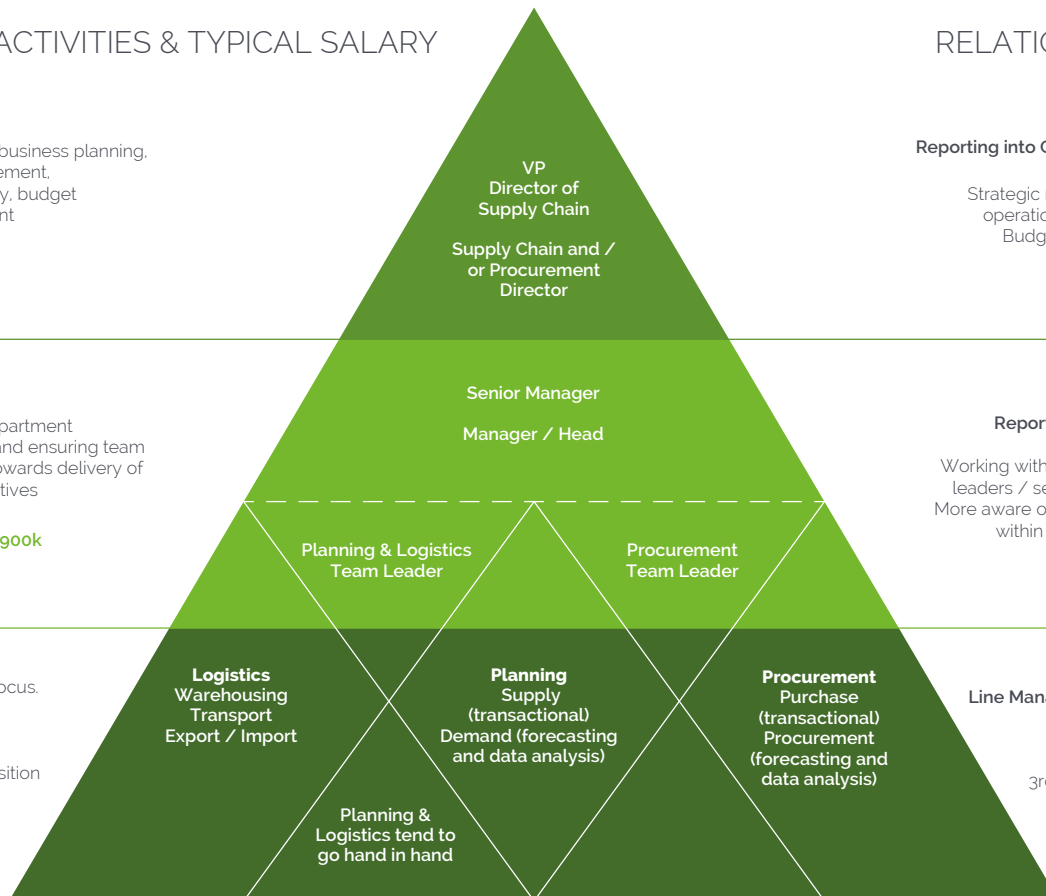 ACTIVITIES & TYPICAL SALARY
business planning,
ement,
y, budget
nt
partment
and ensuring team
owards delivery of
tives
900k
ocus.
sition
VP
Director of
Supply Chain
Supply Chain and /
or Procurement
Director
Senior Manager
Manager / Head
Planning & Logistics
Team Leader
Procurement
Team Leader
Logistics
Warehousing
Transport
Export / Import
Planning
Supply
(transactional)
Demand (forecasting
and data analysis)
Procurement
Purchase
(transactional)
Procurement
(forecasting and
data analysis)
Planning &
Logistics tend to
go hand in hand
RELATIO
Reporting into
Strategic
operatio
Budg
Report
Working with
leaders / se
More aware o
within
Line Mana
3r